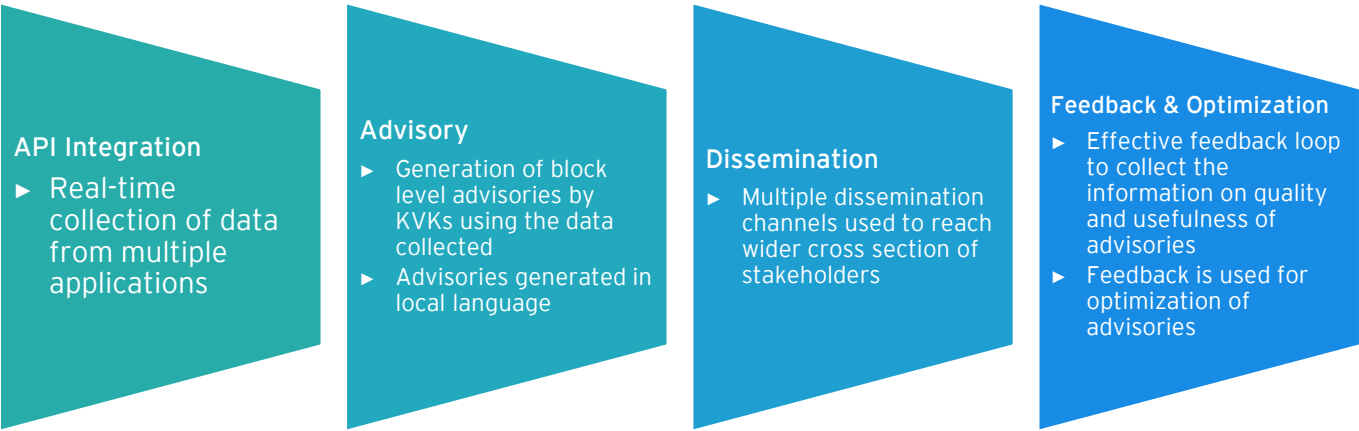 API Integration
► Real-time
collection of data
from multiple
applications
Advisory
► Generation of block
level advisories by
KVKs using the data
collected
► Advisories generated in
local language
Dissemination
► Multiple dissemination
channels used to reach
wider cross section of
stakeholders
Feedback & Optimization
► Effective feedback loop
to collect the
information on quality
and usefulness of
advisories
► Feedback is used for
optimization of
advisories